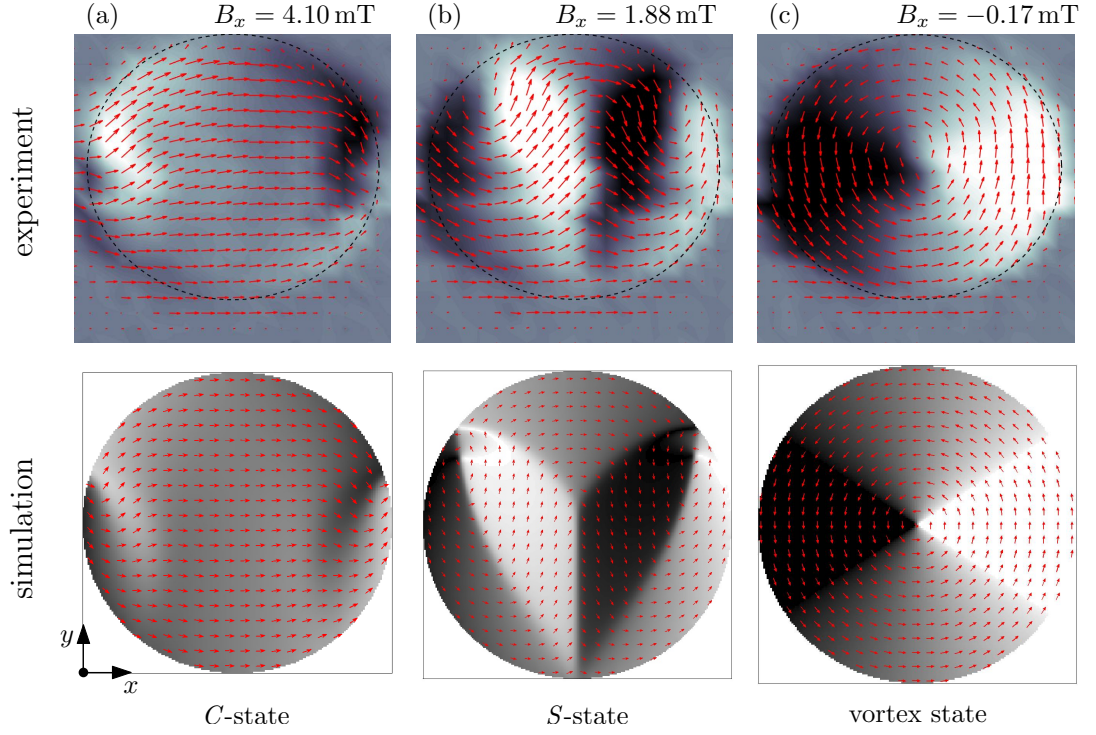 (a) B_x = 4.10 mT
(b) B_x = 1.88 mT
(c) B_x = −0.17 mT
experiment
simulation
y
x
C-state
S-state
vortex state